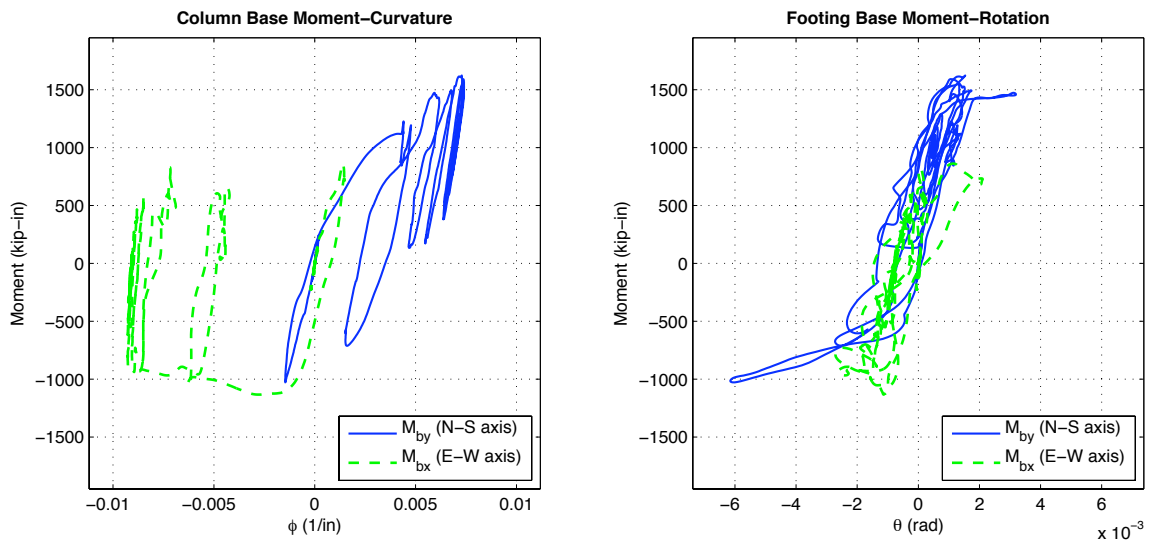 Column Base Moment−Curvature
1500
1000
500
0
−500
−1000
−1500
Moment (kip−in)
−0.01
−0.005
0
0.005
0.01
ϕ (1/in)
M_by (N−S axis)
M_bx (E−W axis)
Footing Base Moment−Rotation
1500
1000
500
0
−500
−1000
−1500
Moment (kip−in)
−6
−4
−2
0
2
4
6
x 10^−3
θ (rad)
M_by (N−S axis)
M_bx (E−W axis)